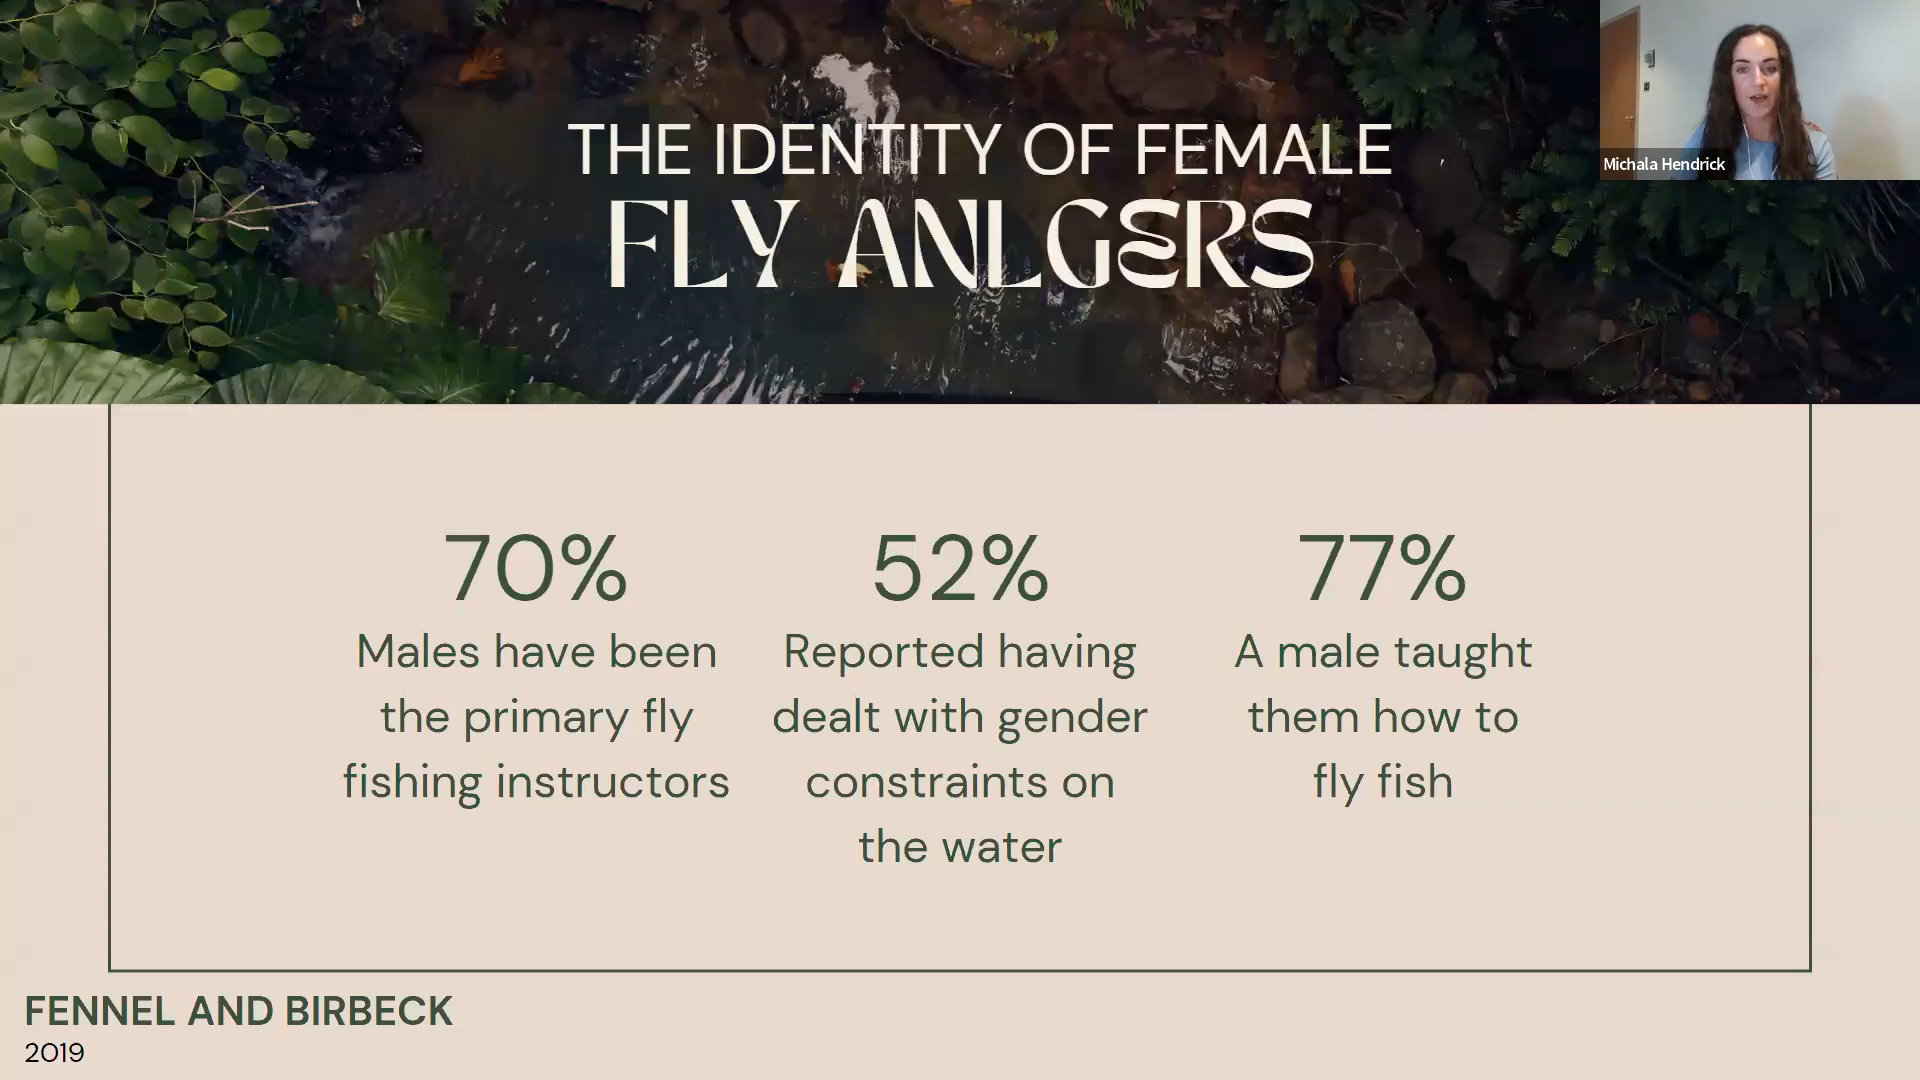 THE IDENTITY OF FEMALE
FLY ANLGERS
Michala Hendrick
70%
Males have been
the primary fly
fishing instructors
52%
Reported having
dealt with gender
constraints on
the water
77%
A male taught
them how to
fly fish
FENNEL AND BIRBECK
2019